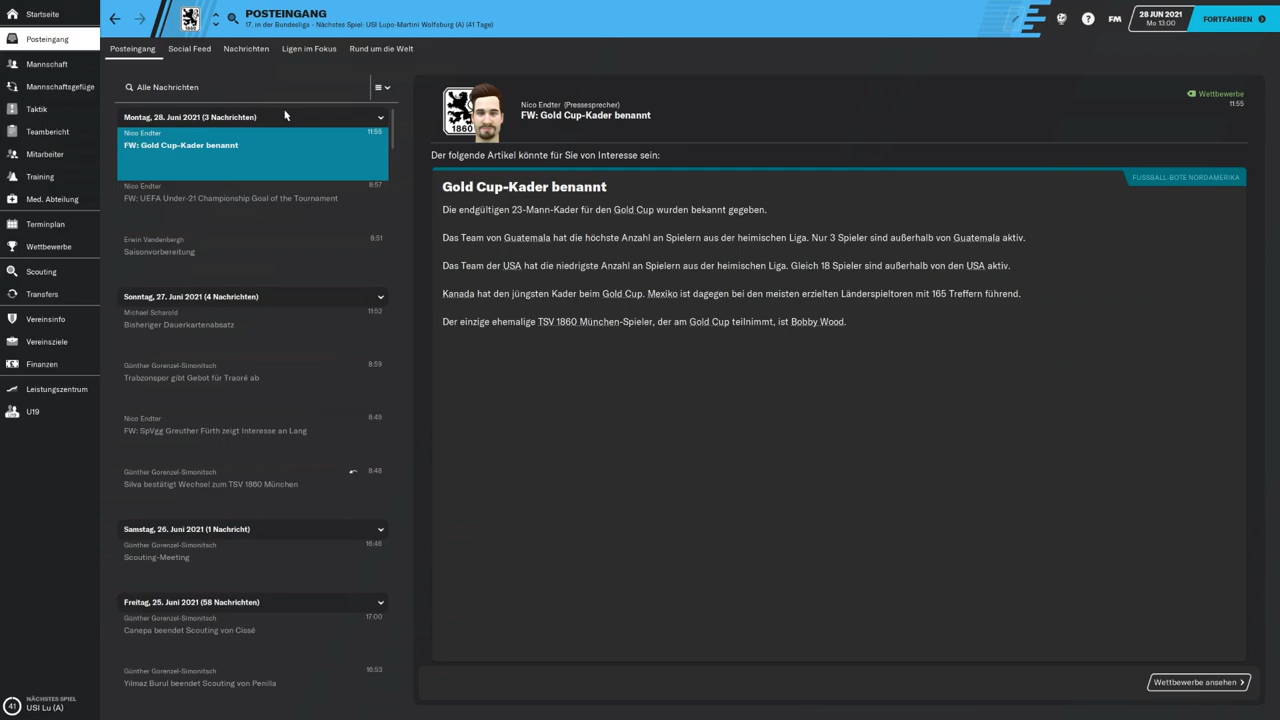 Startseite
Posteingang
Mannschaft
Mannschaftsgefüge
Taktik
Teambericht
Mitarbeiter
Training
Med. Abteilung
Terminplan
Wettbewerbe
Scouting
Transfers
Vereinsinfo
Vereinsziele
Finanzen
Leistungszentrum
U19
41
NÄCHSTES SPIEL
USI Lu (A)
POSTEINGANG
17. in der Bundesliga - Nächstes Spiel: USI Lupo-Martini Wolfsburg (A) (41 Tage)
FM
28 JUN 2021
Mo 13:00
FORTFAHREN
Posteingang
Social Feed
Nachrichten
Ligen im Fokus
Rund um die Welt
Alle Nachrichten
Montag, 28. Juni 2021 (3 Nachrichten)
Nico Endter 11:55
FW: Gold Cup-Kader benannt
Nico Endter 8:57
FW: UEFA Under-21 Championship Goal of the Tournament
Erwin Vandenbergh 8:51
Saisonvorbereitung
Sonntag, 27. Juni 2021 (4 Nachrichten)
Michael Scharold 11:52
Bisheriger Dauerkartenabsatz
Günther Gorenzel-Simonitsch 8:59
Trabzonspor gibt Gebot für Traoré ab
Nico Endter 8:49
FW: SpVgg Greuther Fürth zeigt Interesse an Lang
Günther Gorenzel-Simonitsch 8:46
Silva bestätigt Wechsel zum TSV 1860 München
Samstag, 26. Juni 2021 (1 Nachricht)
Günther Gorenzel-Simonitsch 16:46
Scouting-Meeting
Freitag, 25. Juni 2021 (58 Nachrichten)
Günther Gorenzel-Simonitsch 17:00
Canepa beendet Scouting von Cissé
Günther Gorenzel-Simonitsch 16:53
Yilmaz Burul beendet Scouting von Penilla
1860
Nico Endter (Pressesprecher)
FW: Gold Cup-Kader benannt
Wettbewerbe
11:55
Der folgende Artikel könnte für Sie von Interesse sein:
FUSSBALL-BOTE NORDAMERIKA
Gold Cup-Kader benannt
Die endgültigen 23-Mann-Kader für den Gold Cup wurden bekannt gegeben.
Das Team von Guatemala hat die höchste Anzahl an Spielern aus der heimischen Liga. Nur 3 Spieler sind außerhalb von Guatemala aktiv.
Das Team der USA hat die niedrigste Anzahl an Spielern aus der heimischen Liga. Gleich 18 Spieler sind außerhalb von den USA aktiv.
Kanada hat den jüngsten Kader beim Gold Cup. Mexiko ist dagegen bei den meisten erzielten Länderspieltoren mit 165 Treffern führend.
Der einzige ehemalige TSV 1860 München-Spieler, der am Gold Cup teilnimmt, ist Bobby Wood.
Wettbewerbe ansehen